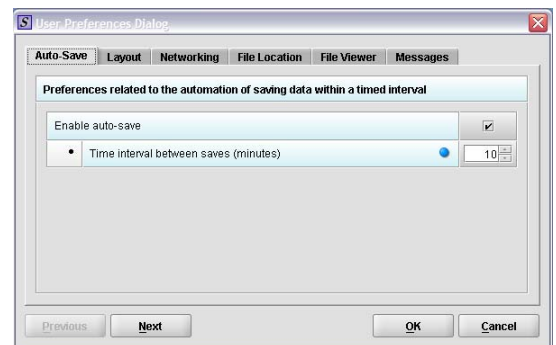 S User Preferences Dialog
Auto-Save Layout Networking File Location File Viewer Messages
Preferences related to the automation of saving data within a timed interval
Enable auto-save
• Time interval between saves (minutes) 10
Previous Next OK Cancel